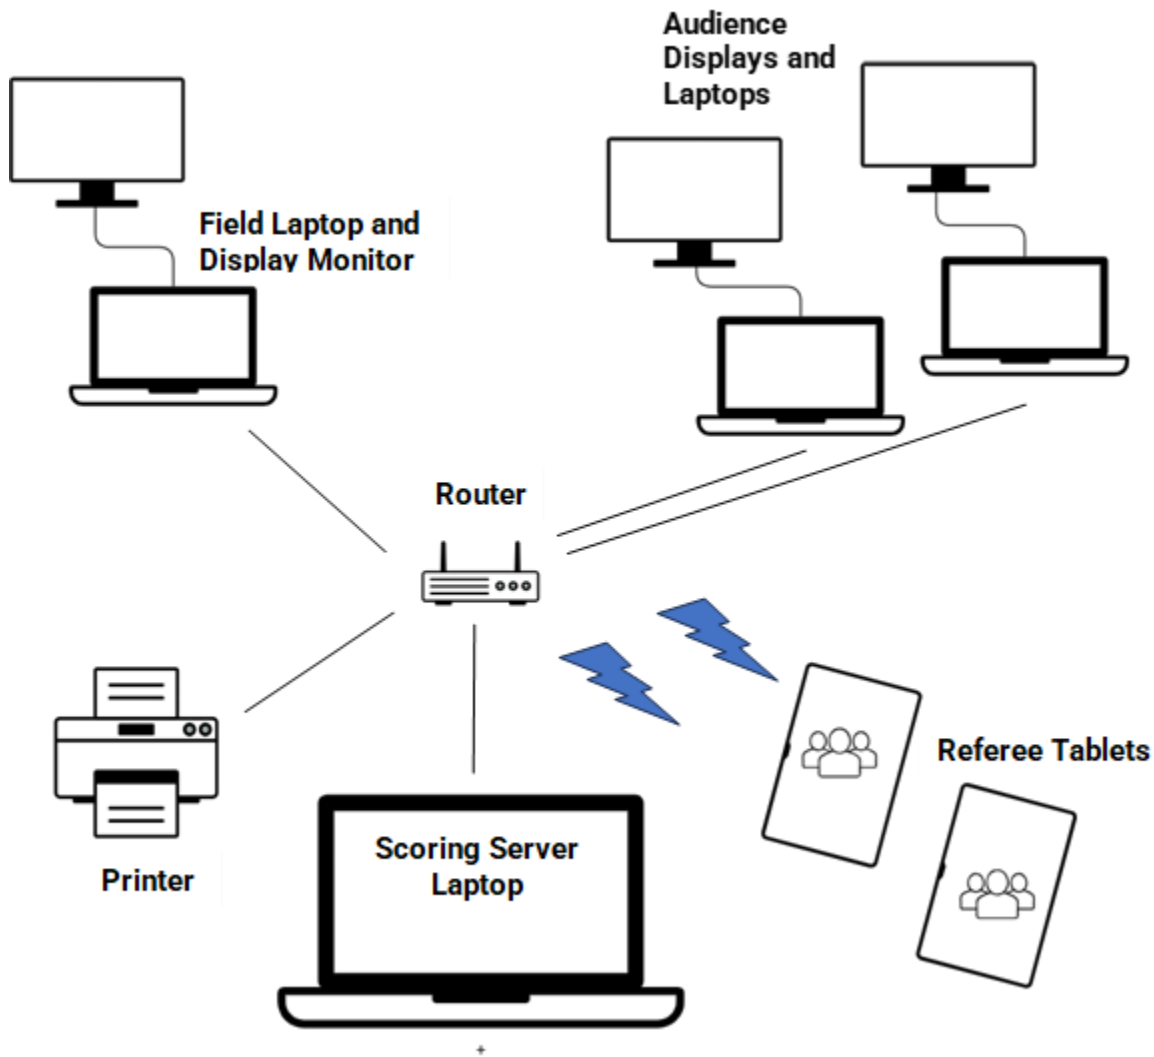 Audience
Displays and
Laptops
Field Laptop and
Display Monitor
Router
Referee Tablets
Scoring Server
Laptop
Printer